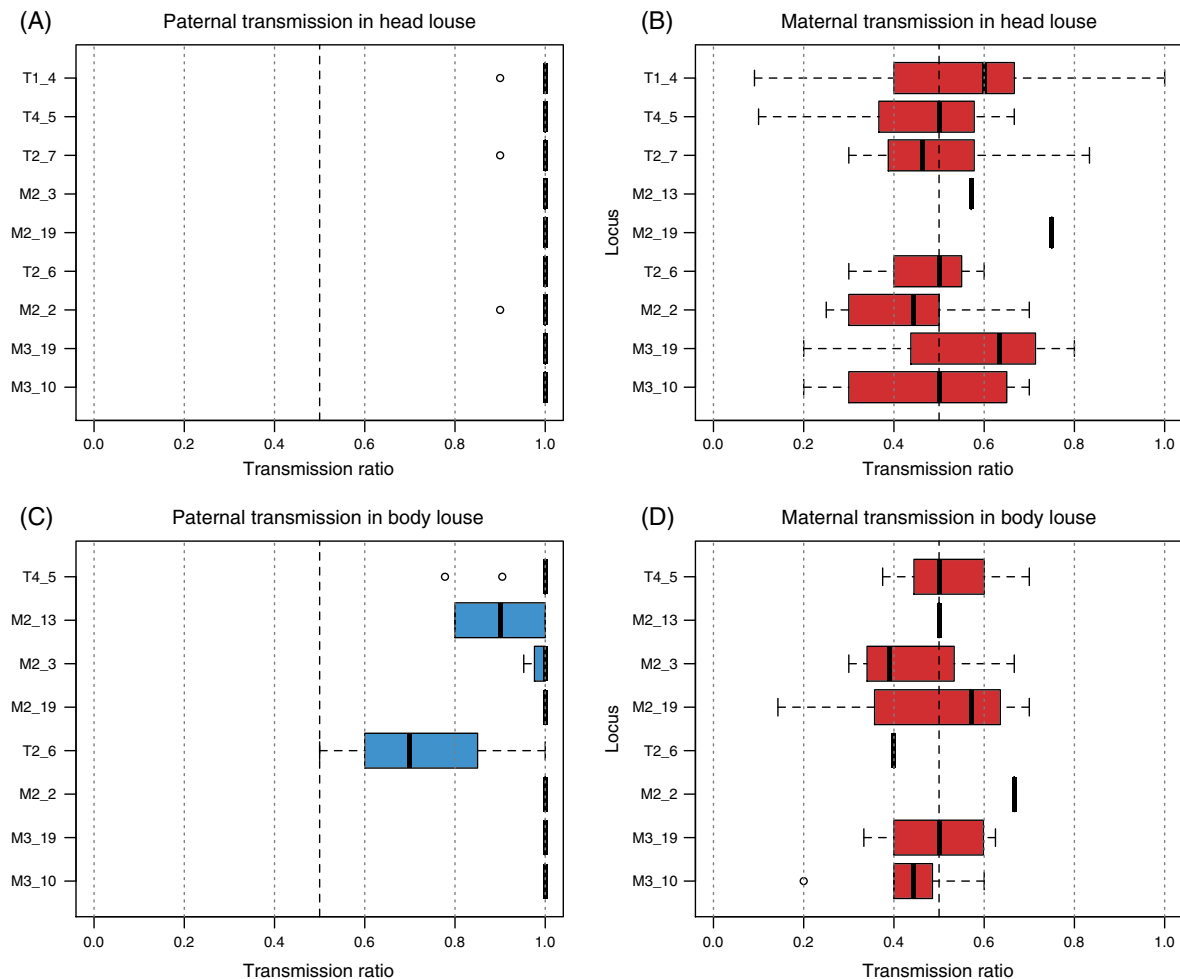 (A) Paternal transmission in head louse
T1_4
T4_5
T2_7
M2_3
M2_19
T2_6
M2_2
M3_19
M3_10
0.0 0.2 0.4 0.6 0.8 1.0
Transmission ratio
(B) Maternal transmission in head louse
Locus
T1_4
T4_5
T2_7
M2_13
M2_19
T2_6
M2_2
M3_19
M3_10
0.0 0.2 0.4 0.6 0.8 1.0
Transmission ratio
(C) Paternal transmission in body louse
T4_5
M2_13
M2_3
M2_19
T2_6
M2_2
M3_19
M3_10
0.0 0.2 0.4 0.6 0.8 1.0
Transmission ratio
(D) Maternal transmission in body louse
Locus
T4_5
M2_13
M2_3
M2_19
T2_6
M2_2
M3_19
M3_10
0.0 0.2 0.4 0.6 0.8 1.0
Transmission ratio